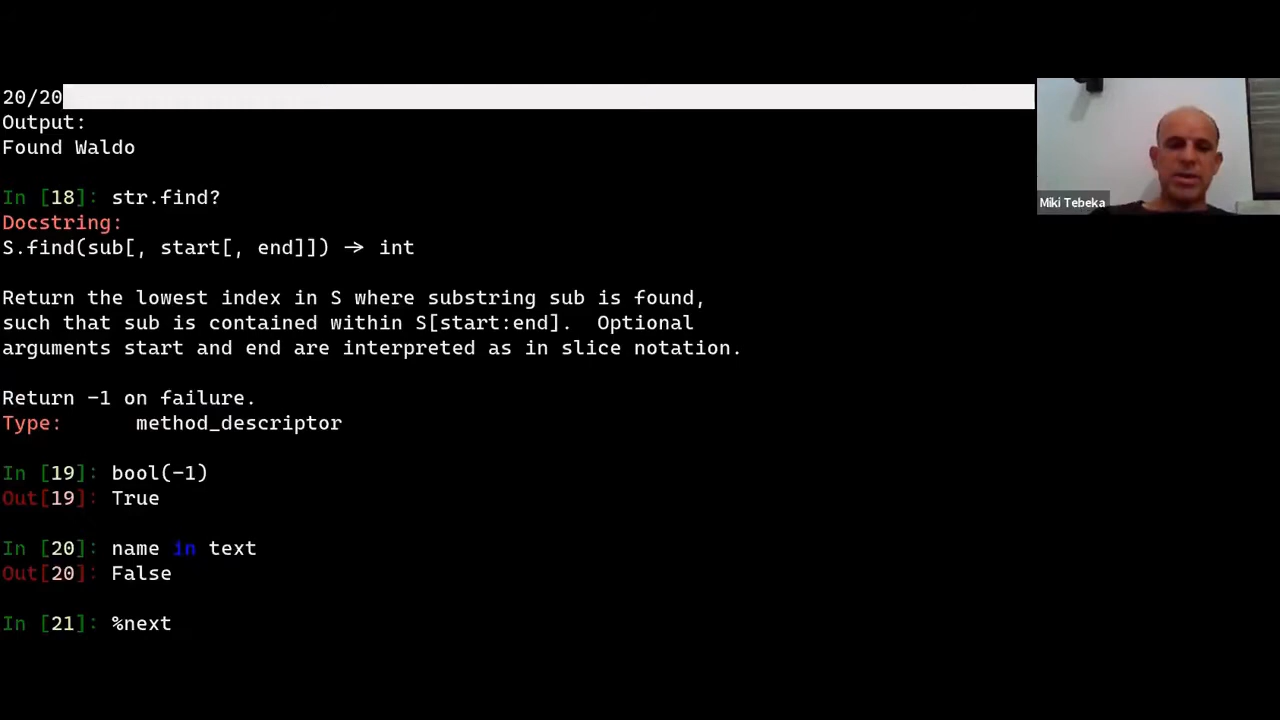 20/20
Output:
Found Waldo
In [18]: str.find?
Docstring:
S.find(sub[, start[, end]]) -> int
Return the lowest index in S where substring sub is found,
such that sub is contained within S[start:end].  Optional
arguments start and end are interpreted as in slice notation.
Return -1 on failure.
Type:      method_descriptor
In [19]: bool(-1)
Out[19]: True
In [20]: name in text
Out[20]: False
In [21]: %next
Miki Tebeka